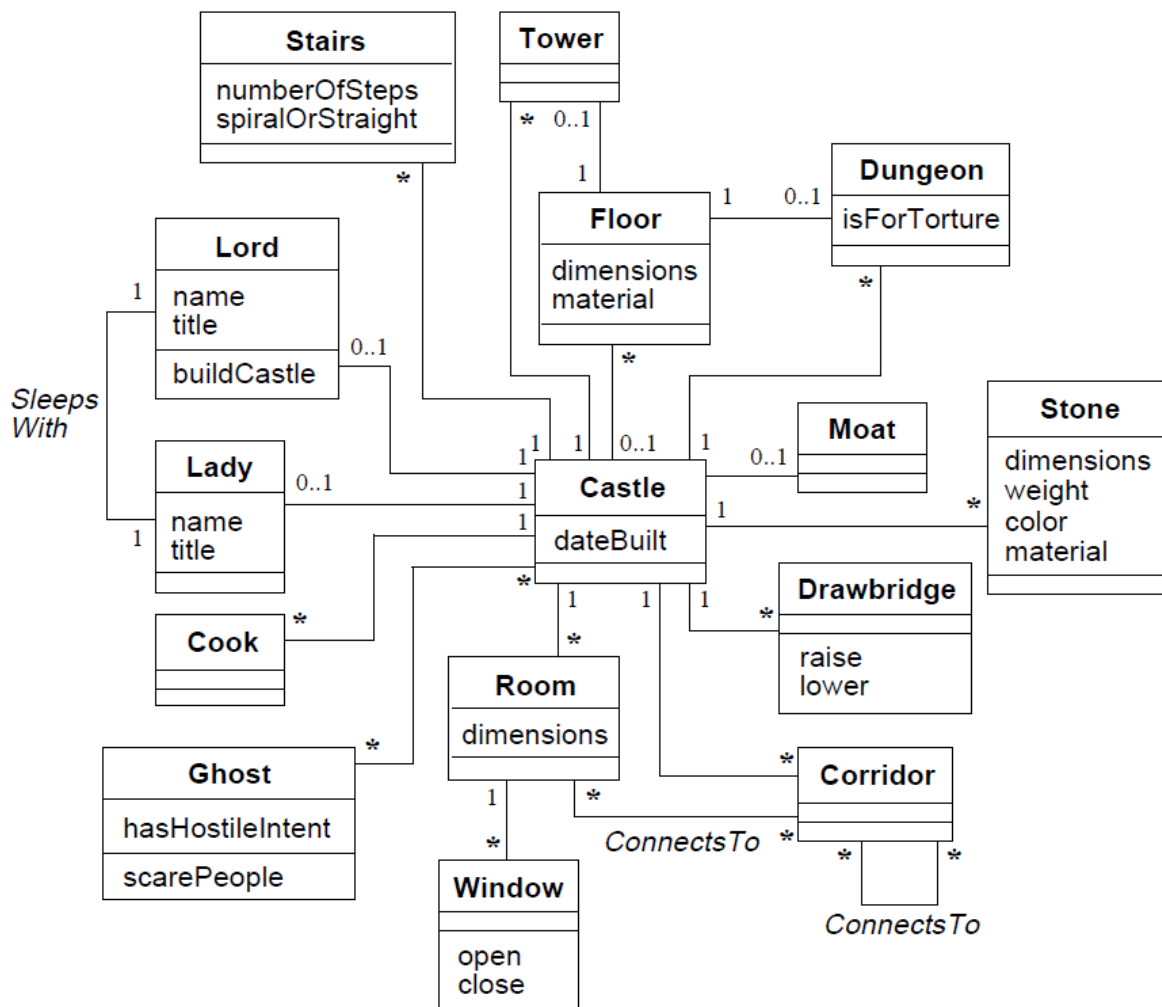 Stairs
numberOfSteps
spiralOrStraight
*
Tower
*
0..1
1
Floor
dimensions
material
*
1
0..1
Dungeon
isForTorture
*
Lord
name
title
buildCastle
1
0..1
Sleeps
With
Lady
name
title
1
0..1
Cook
*
Ghost
hasHostileIntent
scarePeople
*
1
1
0..1
1
1
1
1
*
Castle
dateBuilt
1
1
1
1
0..1
Moat
*
Stone
dimensions
weight
color
material
*
Drawbridge
raise
lower
*
Room
dimensions
1
*
*
Window
open
close
ConnectsTo
*
*
Corridor
*
*
ConnectsTo